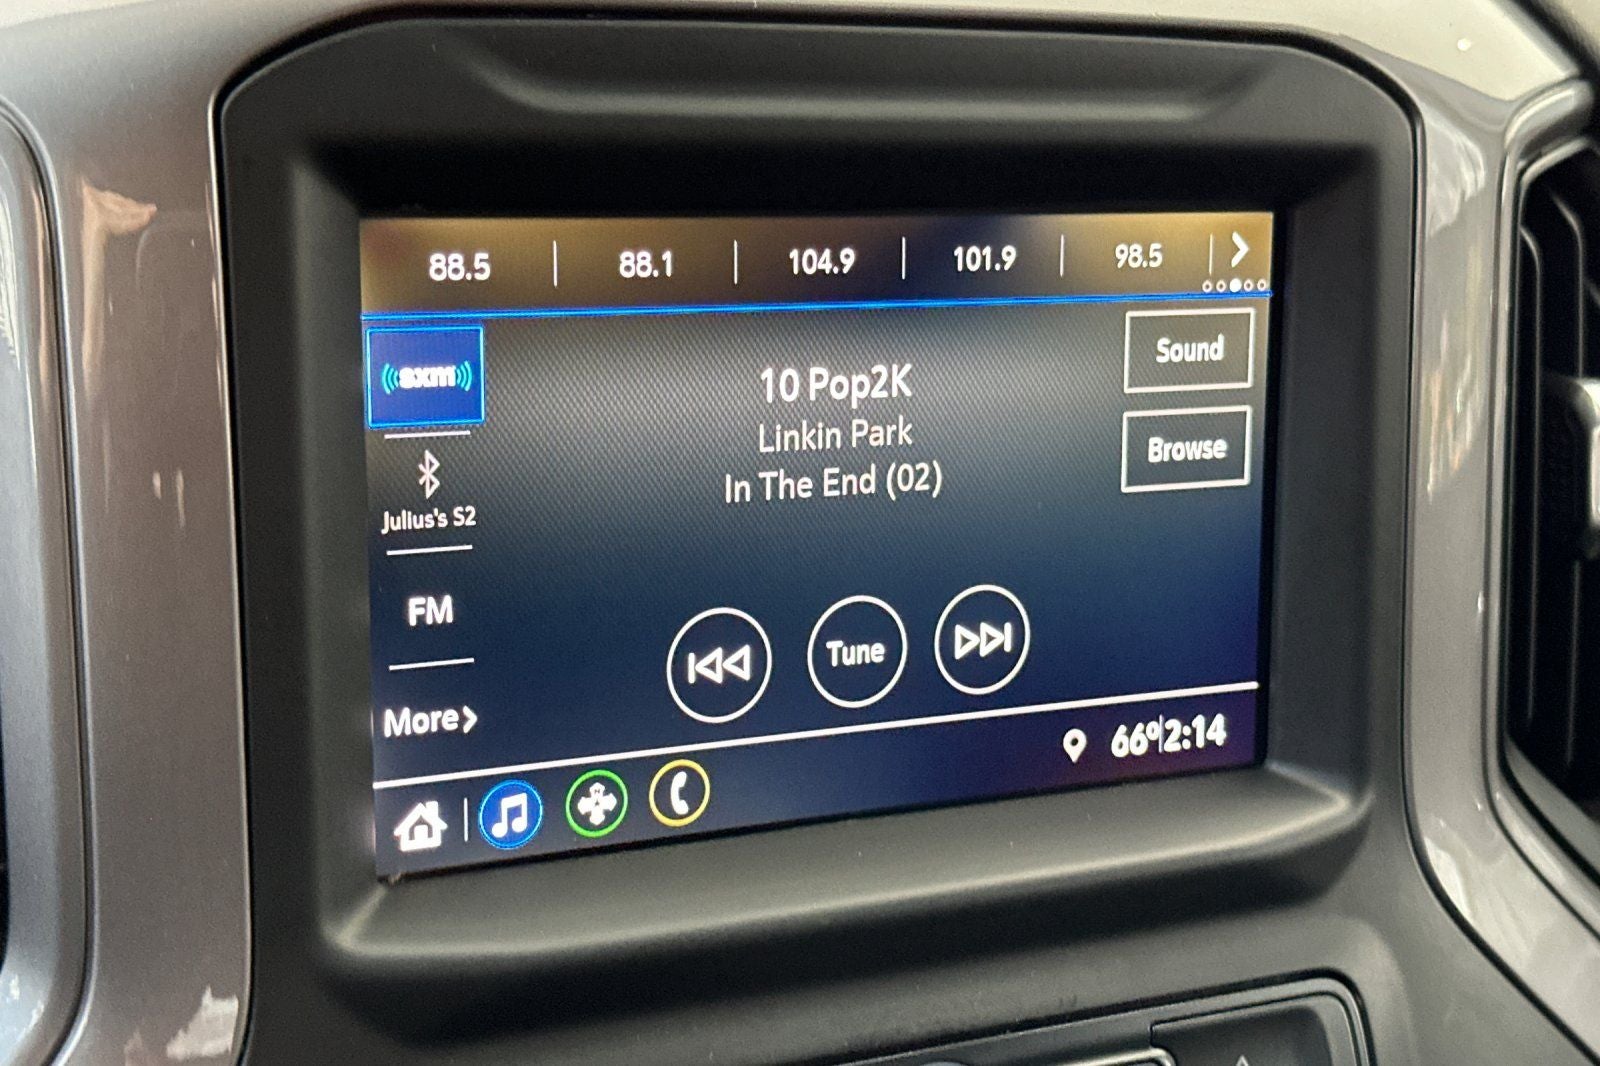 88.5 88.1 104.9 101.9 98.5
sxm
10 Pop2K
Linkin Park
In The End (02)
Sound
Browse
Julius's S2
FM
More
Tune
66°
2:14